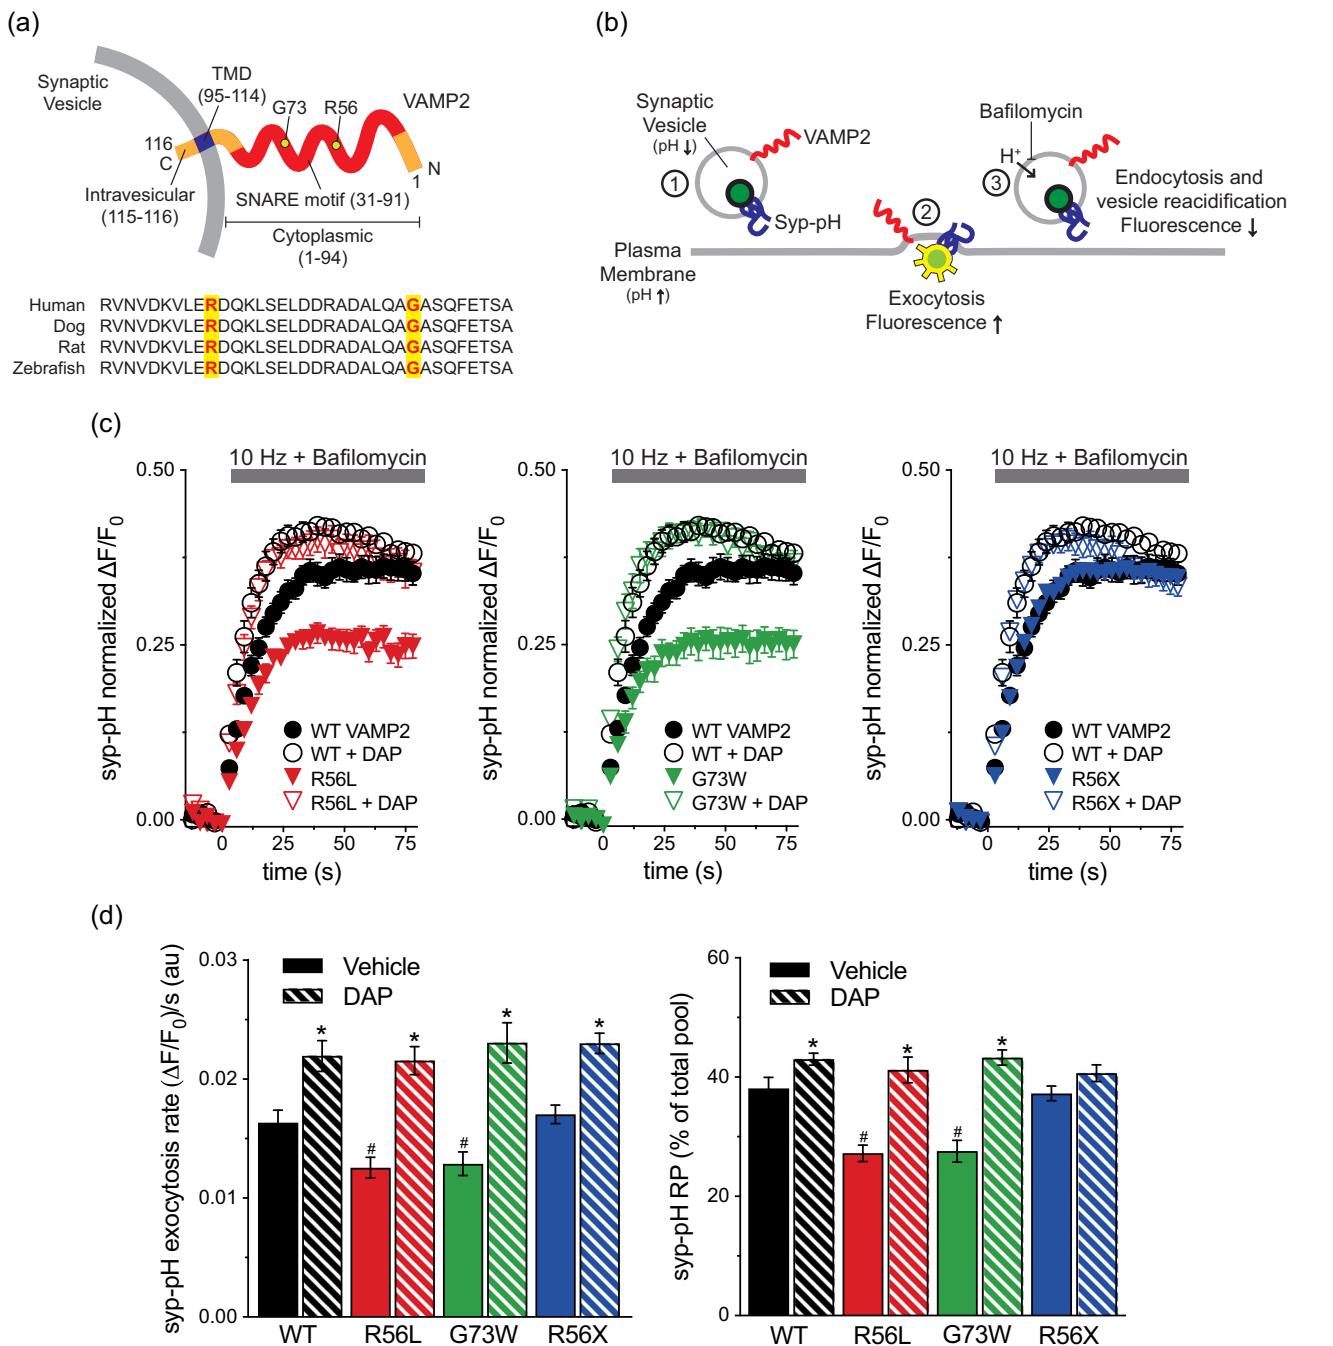 (a)
Synaptic
Vesicle
TMD
(95-114)
G73
R56
VAMP2
116
C
N
1
Intravesicular
(115-116)
SNARE motif (31-91)
Cytoplasmic
(1-94)
Human RVNVDKVLERDQKLSELDDRADALQAGASQFETSA
Dog RVNVDKVLERDQKLSELDDRADALQAGASQFETSA
Rat RVNVDKVLERDQKLSELDDRADALQAGASQFETSA
Zebrafish RVNVDKVLERDQKLSELDDRADALQAGASQFETSA
(b)
Synaptic
Vesicle
(pH ↓)
VAMP2
1
Syp-pH
Plasma
Membrane
(pH ↑)
2
Exocytosis
Fluorescence ↑
Bafilomycin
H+
3
Endocytosis and
vesicle reacidification
Fluorescence ↓
(c)
10 Hz + Bafilomycin
0.50
0.25
0.00
syp-pH normalized ΔF/F0
WT VAMP2
WT + DAP
R56L
R56L + DAP
0 25 50 75
time (s)
10 Hz + Bafilomycin
0.50
0.25
0.00
syp-pH normalized ΔF/F0
WT VAMP2
WT + DAP
G73W
G73W + DAP
0 25 50 75
time (s)
10 Hz + Bafilomycin
0.50
0.25
0.00
syp-pH normalized ΔF/F0
WT VAMP2
WT + DAP
R56X
R56X + DAP
0 25 50 75
time (s)
(d)
syp-pH exocytosis rate (ΔF/F0)/s (au)
0.03
0.02
0.01
0.00
Vehicle
DAP
* * * *
# #
WT R56L G73W R56X
syp-pH RP (% of total pool)
60
40
20
0
Vehicle
DAP
* * *
# #
WT R56L G73W R56X